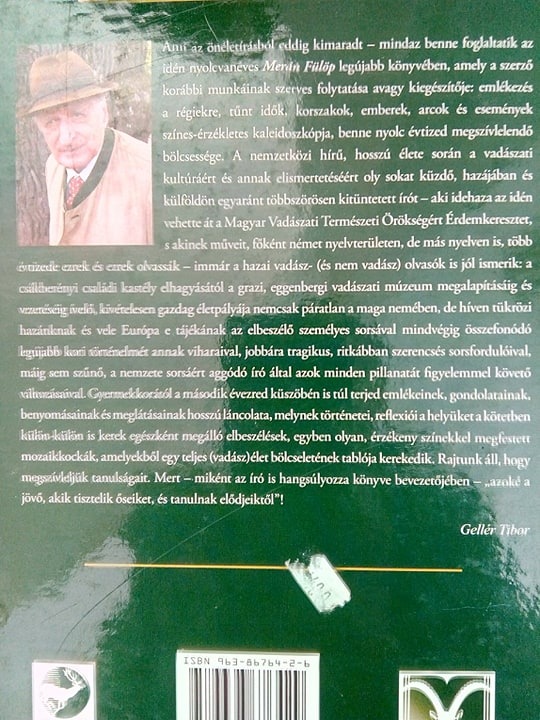 Ami az önéletírásból eddig kimaradt – mindaz benne foglaltatik az
idén nyolcvanéves Merán Fülöp legújabb könyvében, amely a szerző
korábbi munkáinak szerves folytatása avagy kiegészítője: emlékezés
a régiekre, tűnt idők, korszakok, emberek, arcok és események
színes-érzékletes kaleidoszkópja, benne nyolc évtized megszívlelendő
bölcsessége. A nemzetközi hírű, hosszú élete során a vadászati
kultúráért és annak elismertetéséért oly sokat küzdő, hazájában és
külföldön egyaránt többszörösen kitüntetett írót – aki idehaza az idén
vehette át a Magyar Vadászati Természeti Örökségért Érdemkeresztet,
s akinek műveit, főként német nyelvterületen, de más nyelven is, több
évtizede ezrek és ezrek olvassák – immár a hazai vadász- (és nem vadász) olvasók is jól ismerik: a
csákberényi családi kastély elhagyásától a grazi, eggenbergi vadászati múzeum megalapításáig és
vezetéséig ívelő, kivételesen gazdag életpályája nemcsak páratlan a maga nemében, de híven tükrözi
hazánknak és vele Európa e tájékának az elbeszélő személyes sorsával mindvégig összefonódó
legújabb kori történelmét annak viharaival, jobbára tragikus, ritkábban szerencsés sorsfordulóival,
máig sem szűnő, a nemzete sorsáért aggódó író által azok minden pillanatát figyelemmel követő
változásaival. Gyermekkorától a második évezred küszöbén is túl terjed emlékeinek, gondolatainak,
benyomásainak és meglátásainak hosszú láncolata, melynek történetei, reflexiói a helyüket a kötetben
külön-külön is kerek egészként megálló elbeszélések, egyben olyan, érzékeny színekkel megfestett
mozaikkockák, amelyekből egy teljes (vadász)élet bölcseletének tablója kerekedik. Rajtunk áll, hogy
megszívleljük tanulságait. Mert – miként az író is hangsúlyozza könyve bevezetőjében – „azoké a
jövő, akik tisztelik őseiket, és tanulnak elődjeiktől”!
Gellér Tibor
ISBN 963-86764-2-6